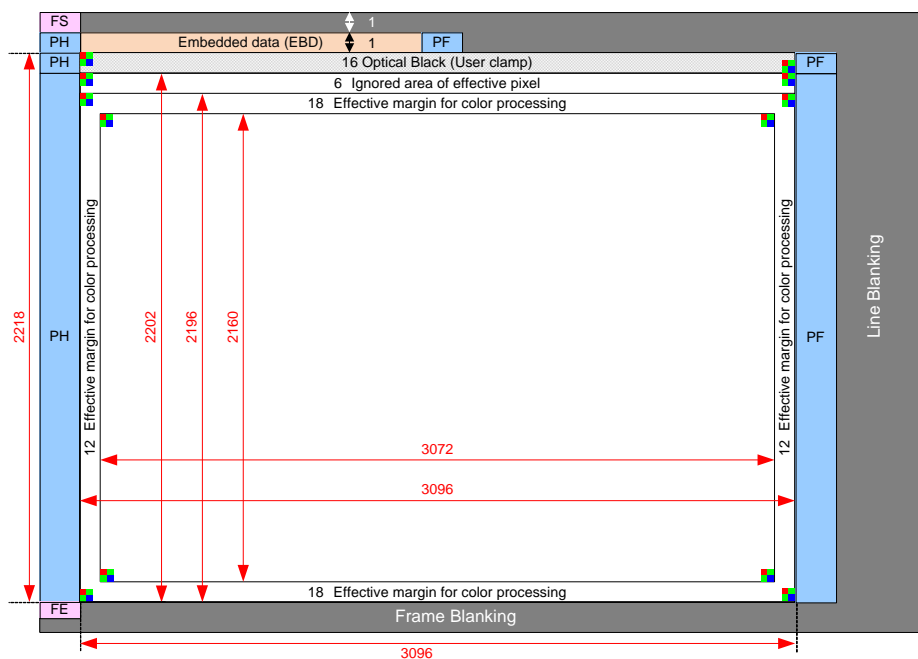 FS
1
PH
Embedded data (EBD)
1
PF
PH
16 Optical Black (User clamp)
PF
6 Ignored area of effective pixel
18 Effective margin for color processing
2218
PH
12 Effective margin for color processing
2202
2196
2160
12 Effective margin for color processing
PF
Line Blanking
3072
3096
18 Effective margin for color processing
FE
Frame Blanking
3096